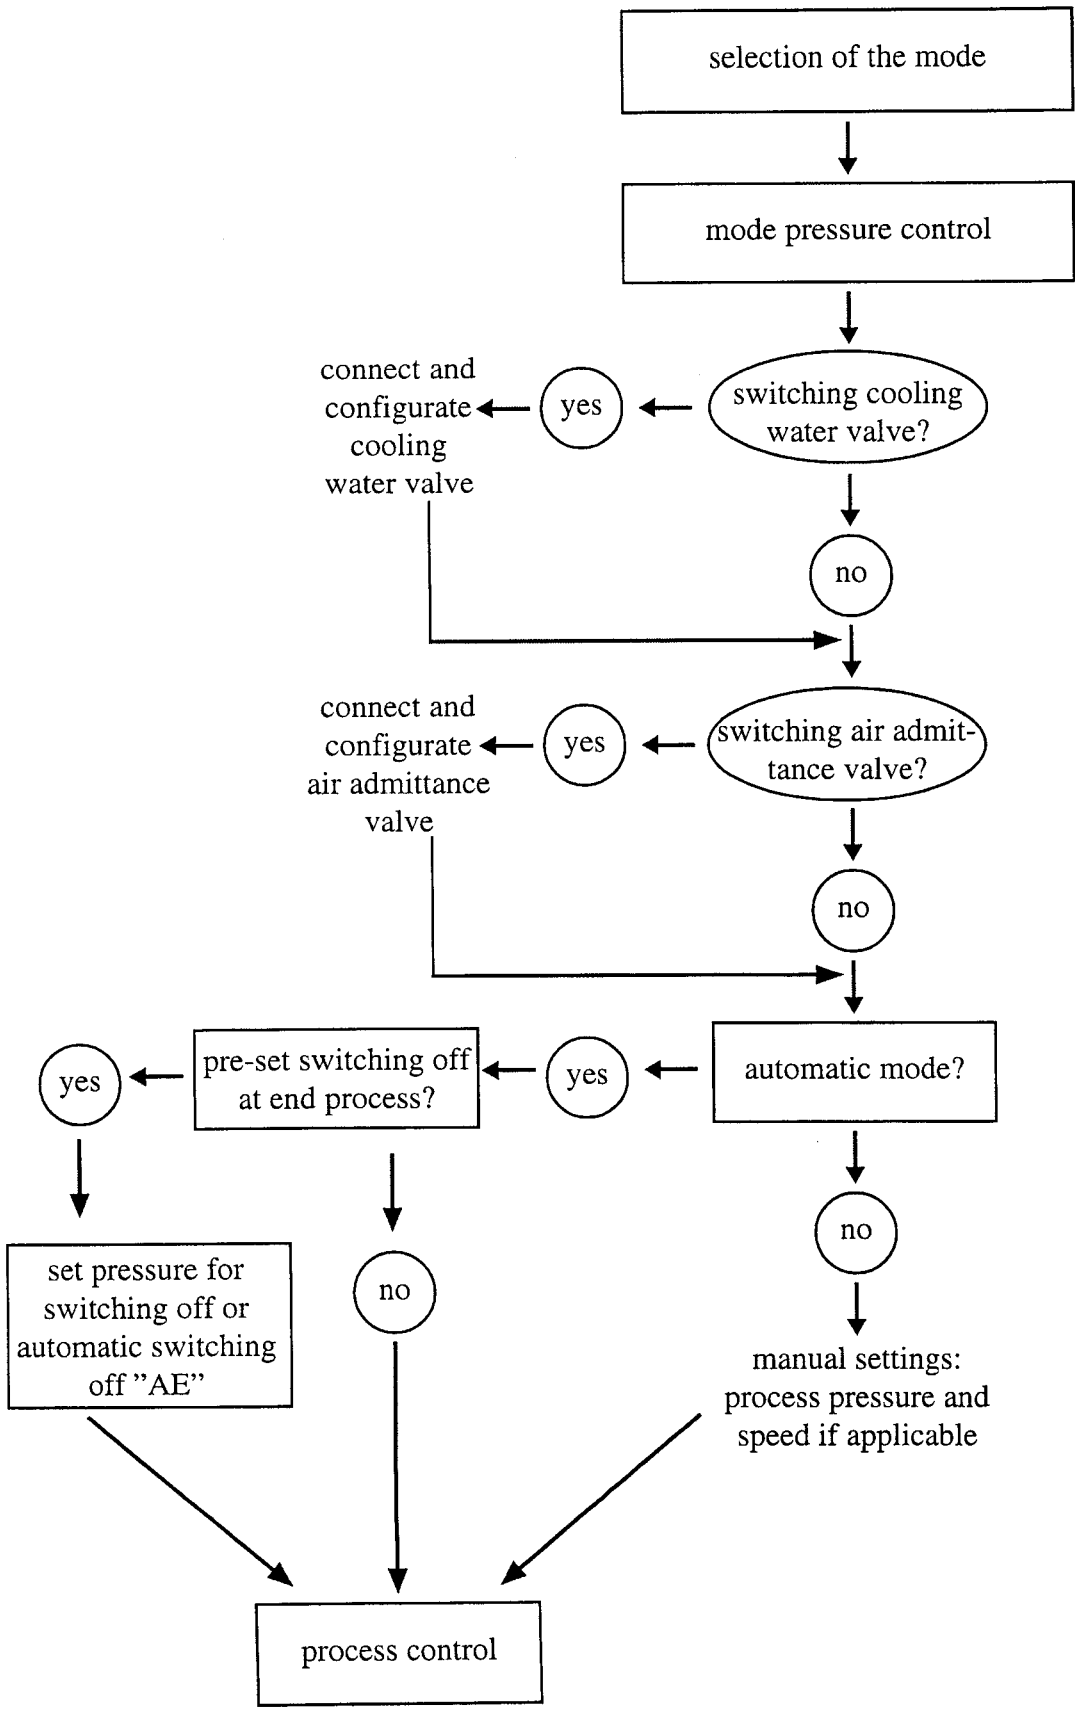 selection of the mode
mode pressure control
switching cooling
water valve?
yes
connect and
configurate
cooling
water valve
no
switching air admit-
tance valve?
yes
connect and
configurate
air admittance
valve
no
automatic mode?
yes
pre-set switching off
at end process?
yes
no
no
set pressure for
switching off or
automatic switching
off ”AE”
manual settings:
process pressure and
speed if applicable
process control